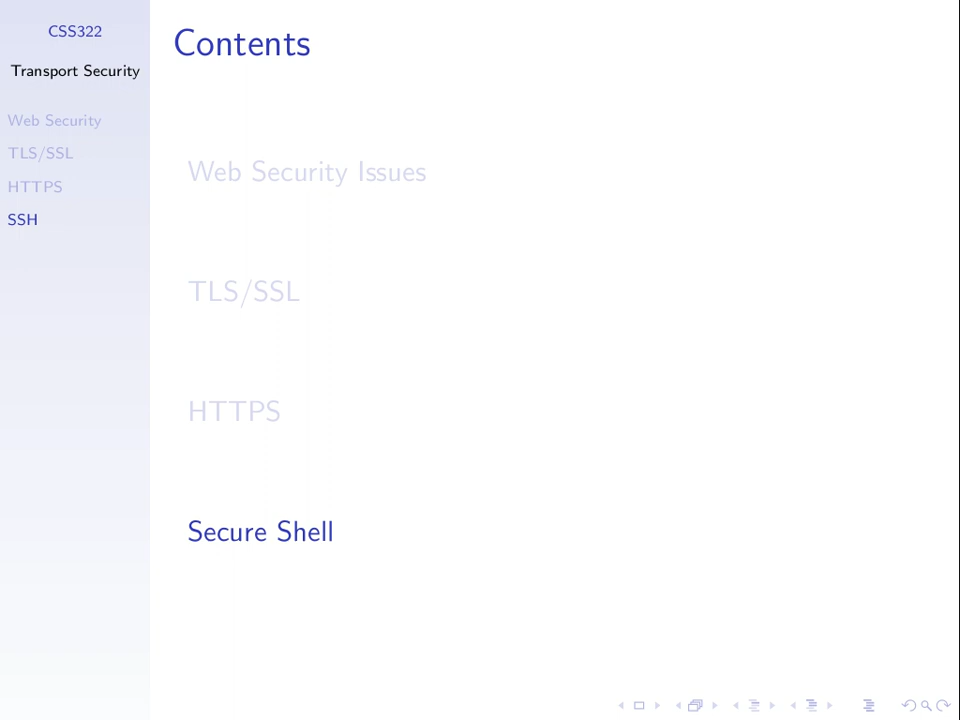 CSS322
Transport Security
Web Security
TLS/SSL
HTTPS
SSH
Contents
Web Security Issues
TLS/SSL
HTTPS
Secure Shell